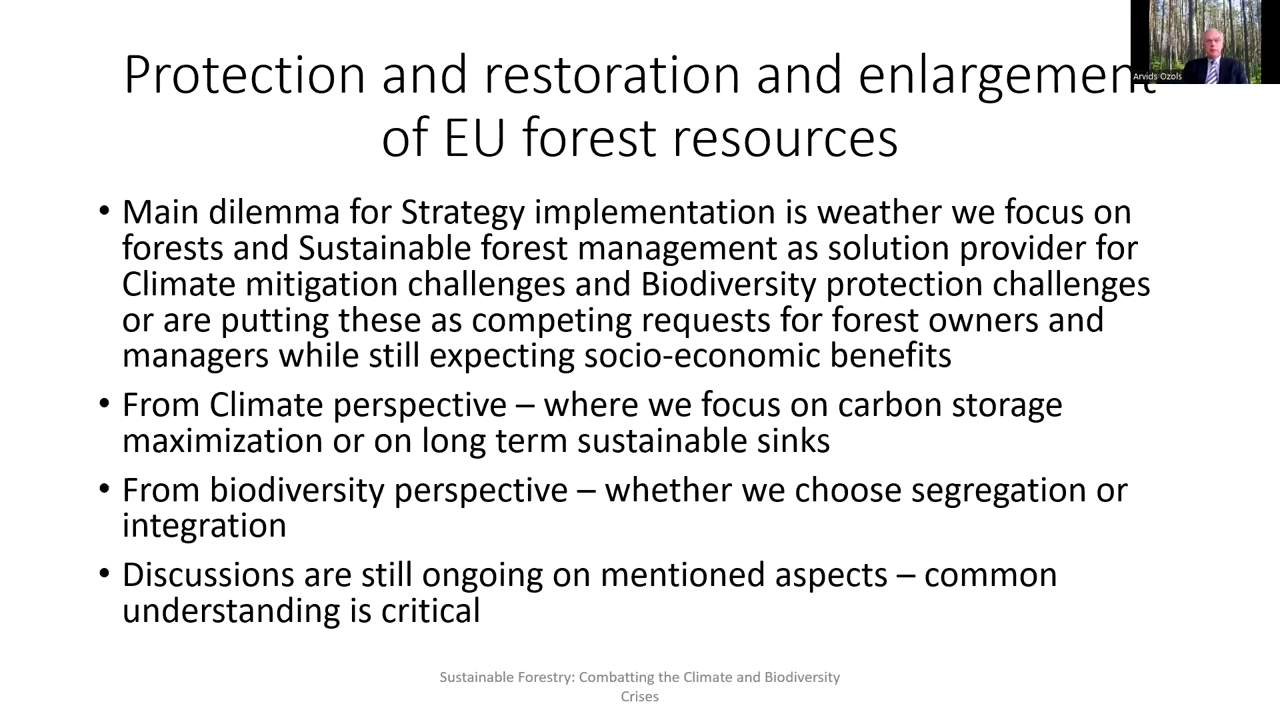 Protection and restoration and enlargement
of EU forest resources
Arvids Ozols
• Main dilemma for Strategy implementation is weather we focus on
forests and Sustainable forest management as solution provider for
Climate mitigation challenges and Biodiversity protection challenges
or are putting these as competing requests for forest owners and
managers while still expecting socio-economic benefits
• From Climate perspective – where we focus on carbon storage
maximization or on long term sustainable sinks
• From biodiversity perspective – whether we choose segregation or
integration
• Discussions are still ongoing on mentioned aspects – common
understanding is critical
Sustainable Forestry: Combatting the Climate and Biodiversity
Crises